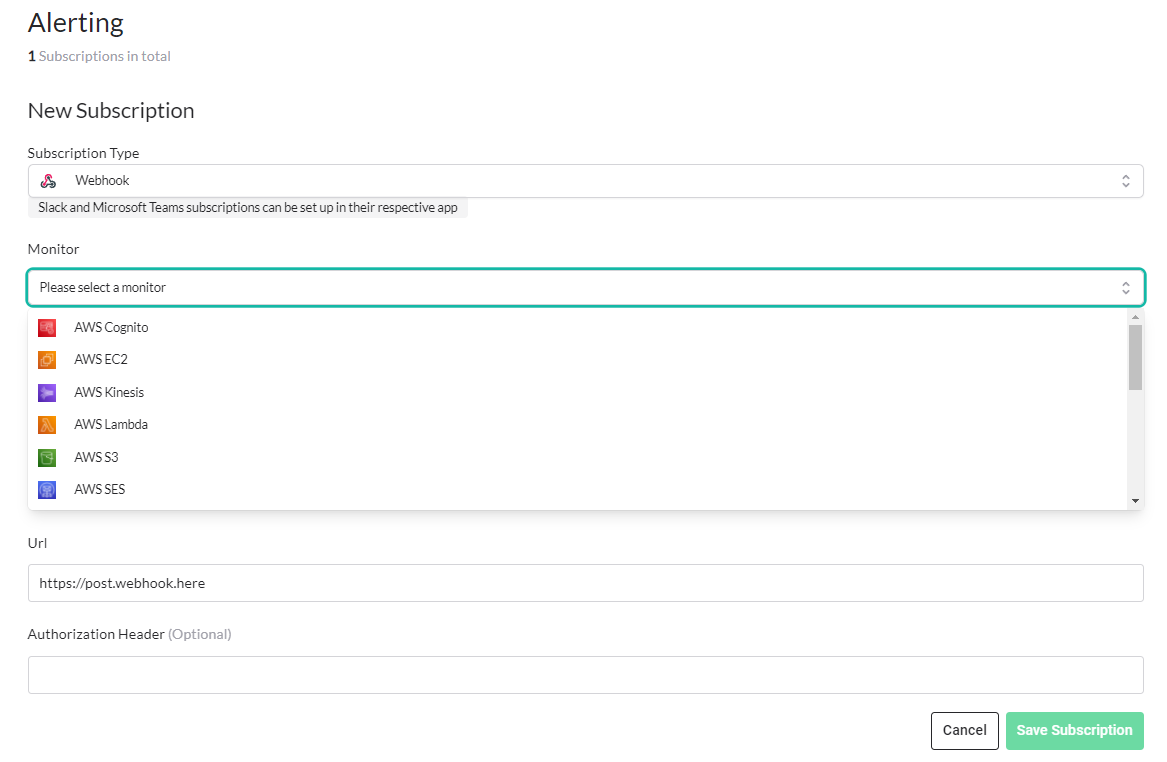 Alerting
1 Subscriptions in total
New Subscription
Subscription Type
Webhook
Slack and Microsoft Teams subscriptions can be set up in their respective app
Monitor
Please select a monitor
AWS Cognito
AWS EC2
AWS Kinesis
AWS Lambda
AWS S3
AWS SES
Url
https://post.webhook.here
Authorization Header (Optional)
Cancel Save Subscription